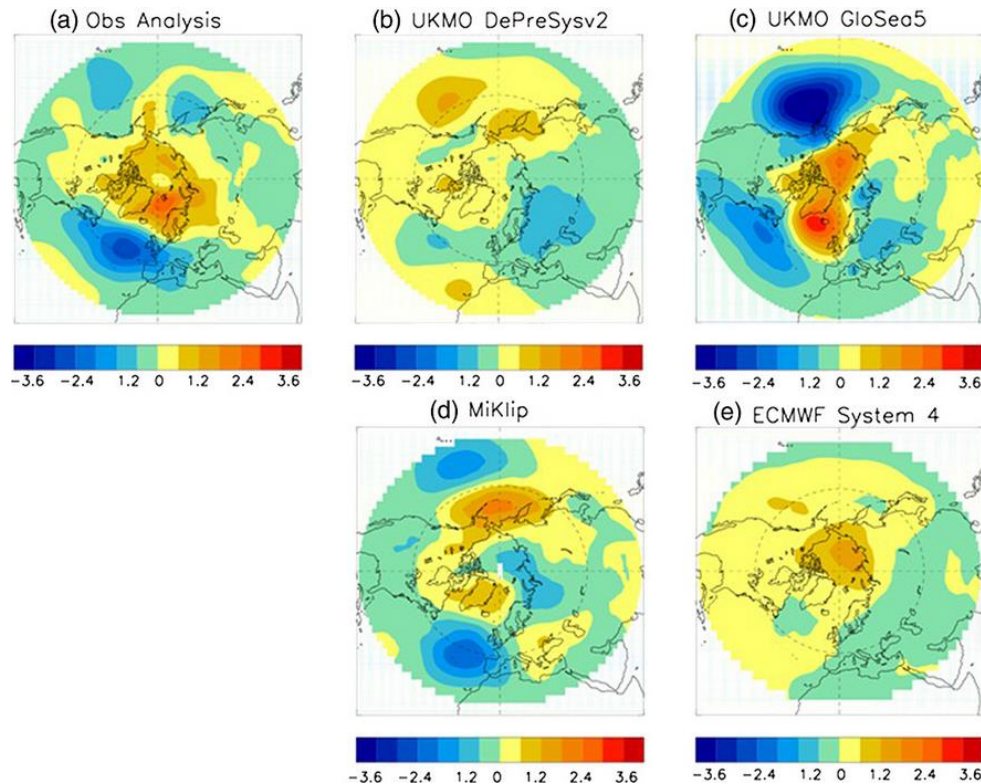 (a) Obs Analysis
(b) UKMO DePreSysv2
(c) UKMO GloSea5
-3.6 -2.4 1.2 0 1.2 2.4 3.6
-3.6 -2.4 1.2 0 1.2 2.4 3.6
-3.6 -2.4 1.2 0 1.2 2.4 3.6
(d) MiKlip
(e) ECMWF System 4
-3.6 -2.4 1.2 0 1.2 2.4 3.6
-3.6 -2.4 1.2 0 1.2 2.4 3.6